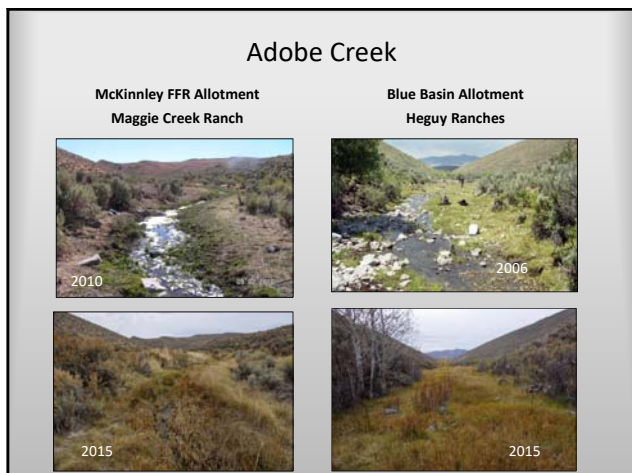 Adobe Creek
McKinnley FFR Allotment
Maggie Creek Ranch
Blue Basin Allotment
Heguy Ranches
2010
2006
2015
2015